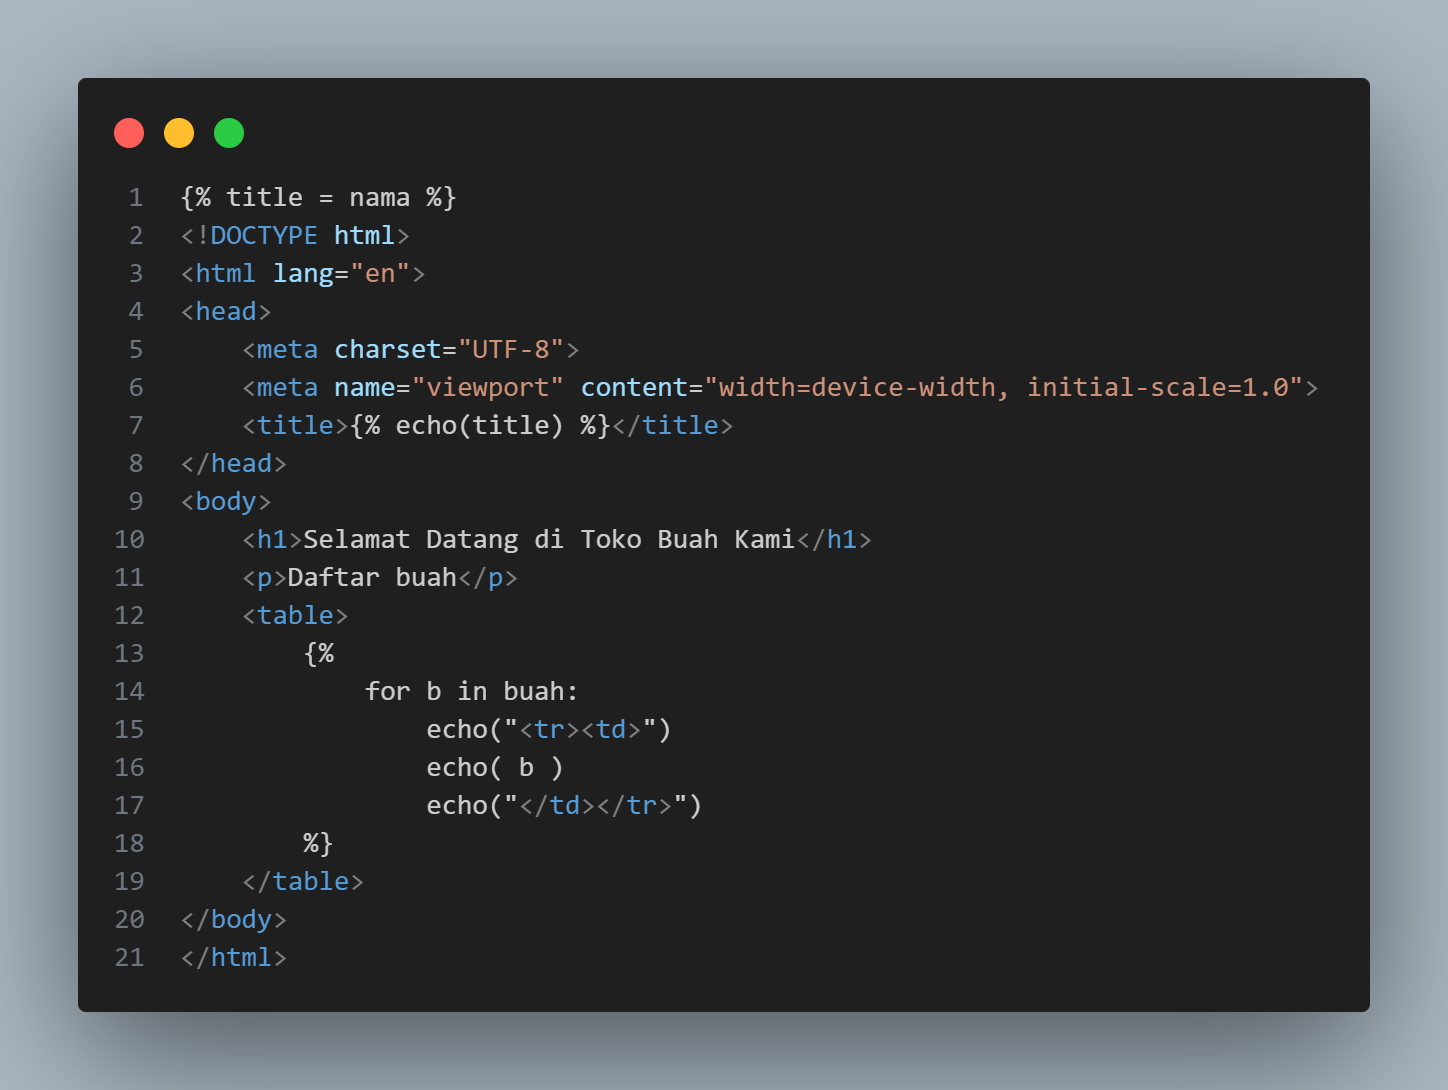 1 {% title = nama %}
2 <!DOCTYPE html>
3 <html lang="en">
4 <head>
5     <meta charset="UTF-8">
6     <meta name="viewport" content="width=device-width, initial-scale=1.0">
7     <title>{% echo(title) %}</title>
8 </head>
9 <body>
10     <h1>Selamat Datang di Toko Buah Kami</h1>
11     <p>Daftar buah</p>
12     <table>
13         {%
14             for b in buah:
15                 echo("<tr><td>")
16                 echo( b )
17                 echo("</td></tr>")
18         %}
19     </table>
20 </body>
21 </html>